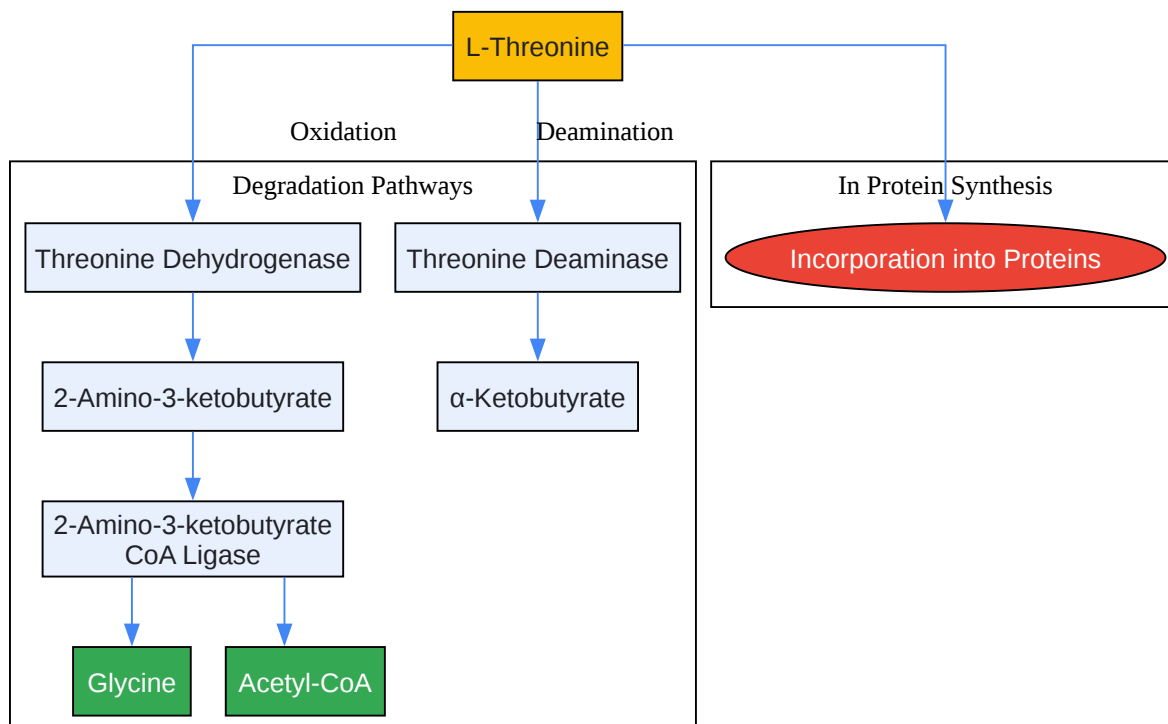 L-Threonine
Oxidation
Deamination
Degradation Pathways
In Protein Synthesis
Threonine Dehydrogenase
Threonine Deaminase
Incorporation into Proteins
2-Amino-3-ketobutyrate
α-Ketobutyrate
2-Amino-3-ketobutyrate
CoA Ligase
Glycine
Acetyl-CoA